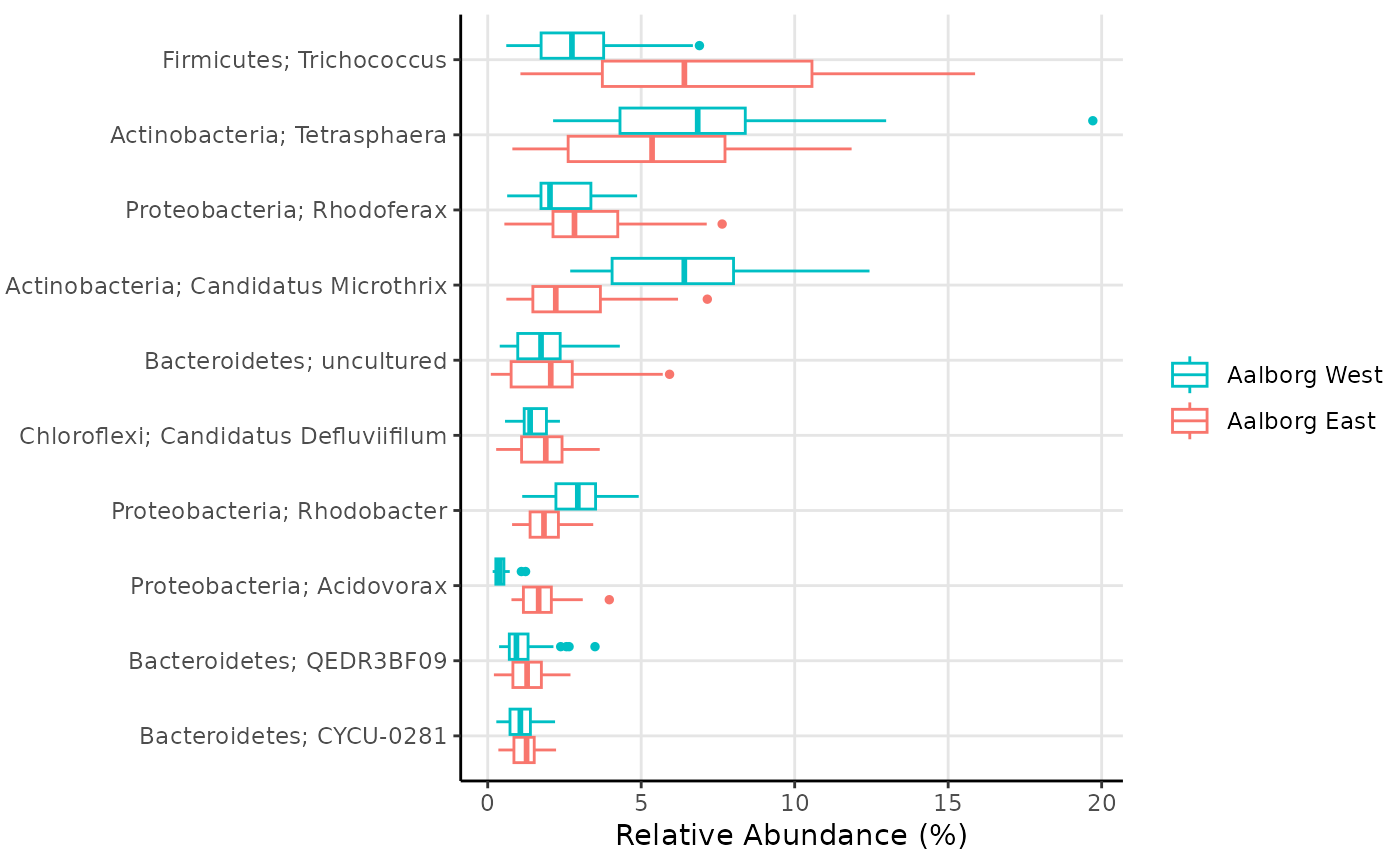 Firmicutes; Trichococcus
Actinobacteria; Tetrasphaera
Proteobacteria; Rhodoferax
Actinobacteria; Candidatus Microthrix
Bacteroidetes; uncultured
Chloroflexi; Candidatus Defluviifilum
Proteobacteria; Rhodobacter
Proteobacteria; Acidovorax
Bacteroidetes; QEDR3BF09
Bacteroidetes; CYCU-0281
0 5 10 15 20
Relative Abundance (%)
Aalborg West
Aalborg East